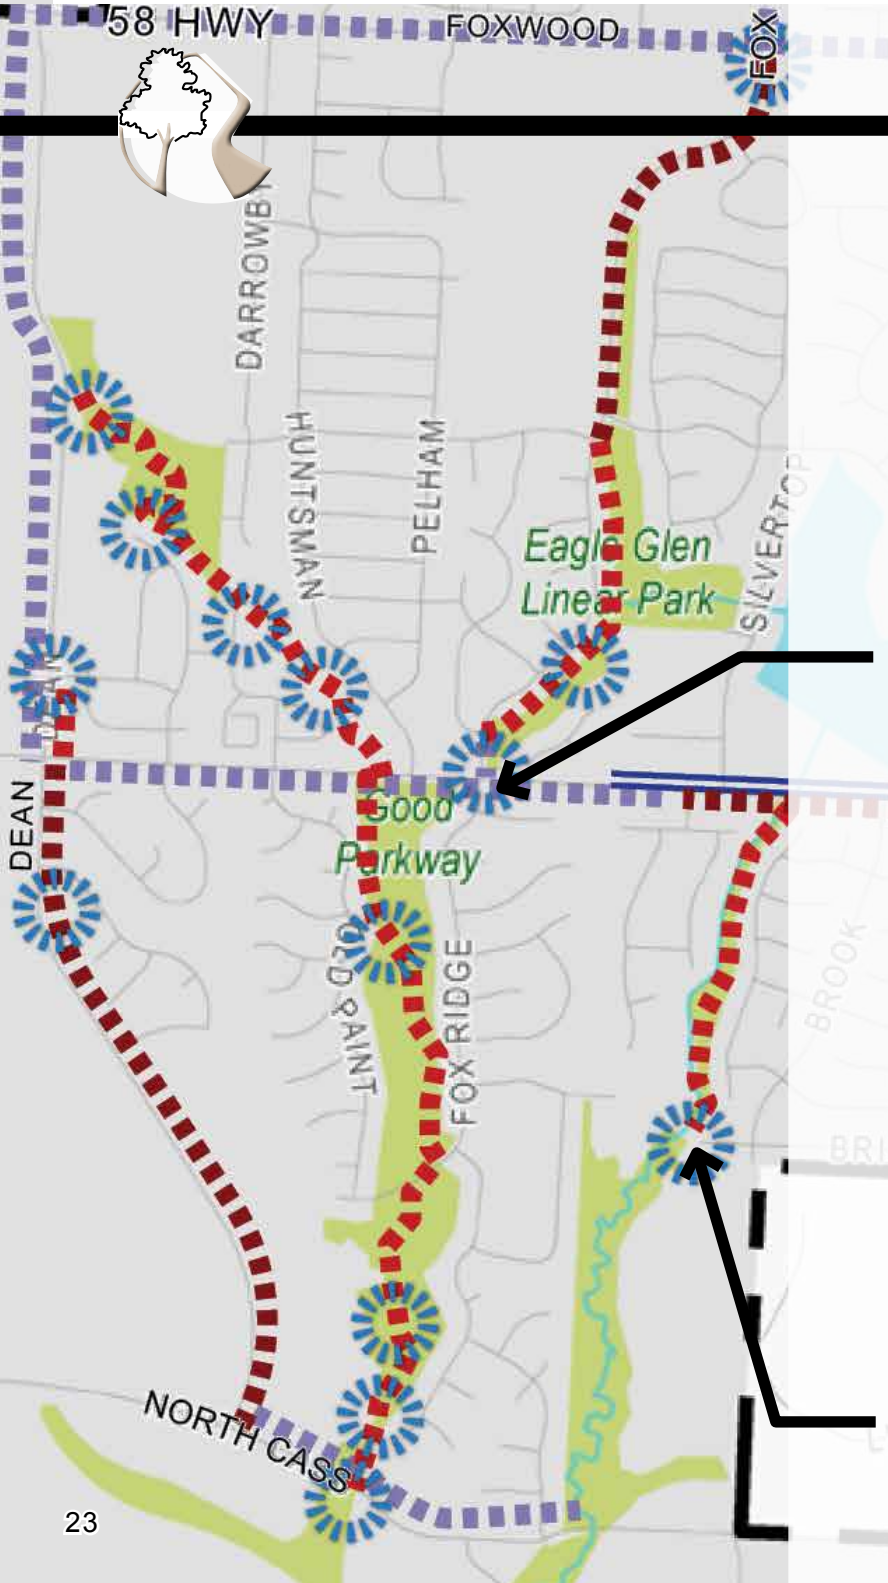 58 HWY
FOXWOOD
FOX
DARROWBY
HUNTSMAN
PELHAM
SILVERTOP
Eagle Glen
Linear Park
DEAN
DEAN
Good
Parkway
OLD PAINT
FOX RIDGE
BROOK
BRI
NORTH CASS
23